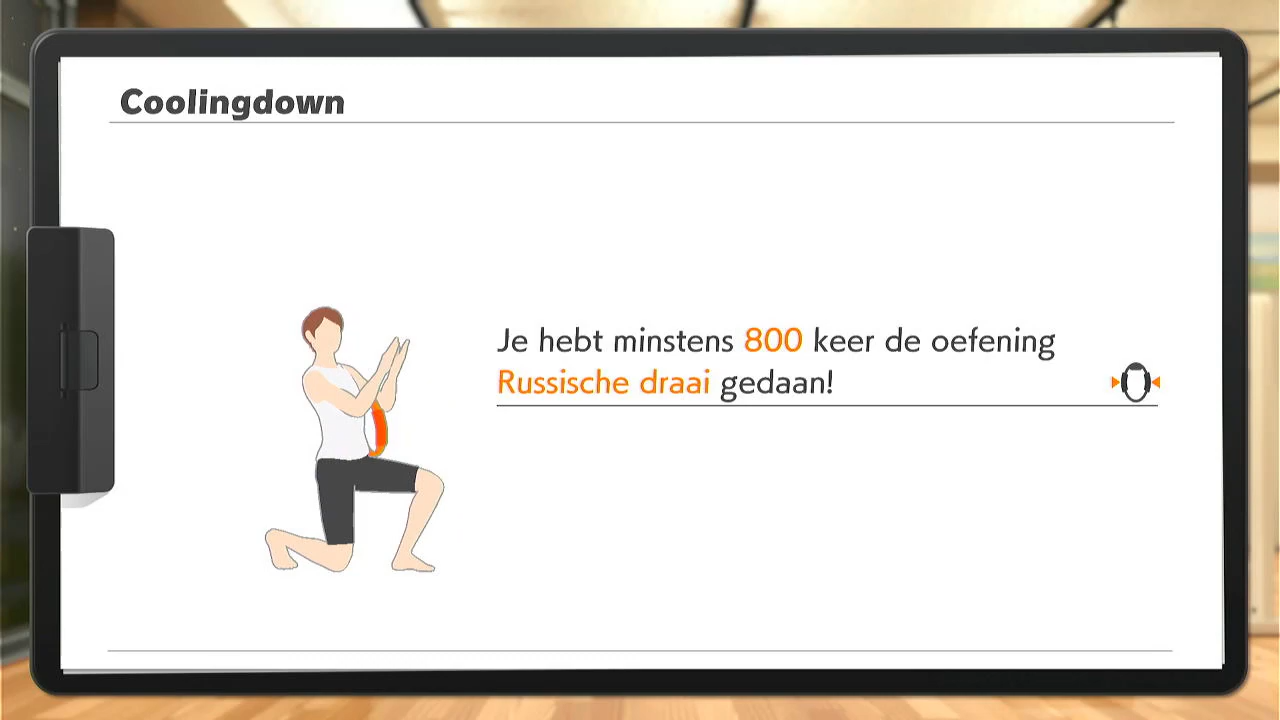 Coolingdown
Je hebt minstens 800 keer de oefening
Russische draai gedaan!